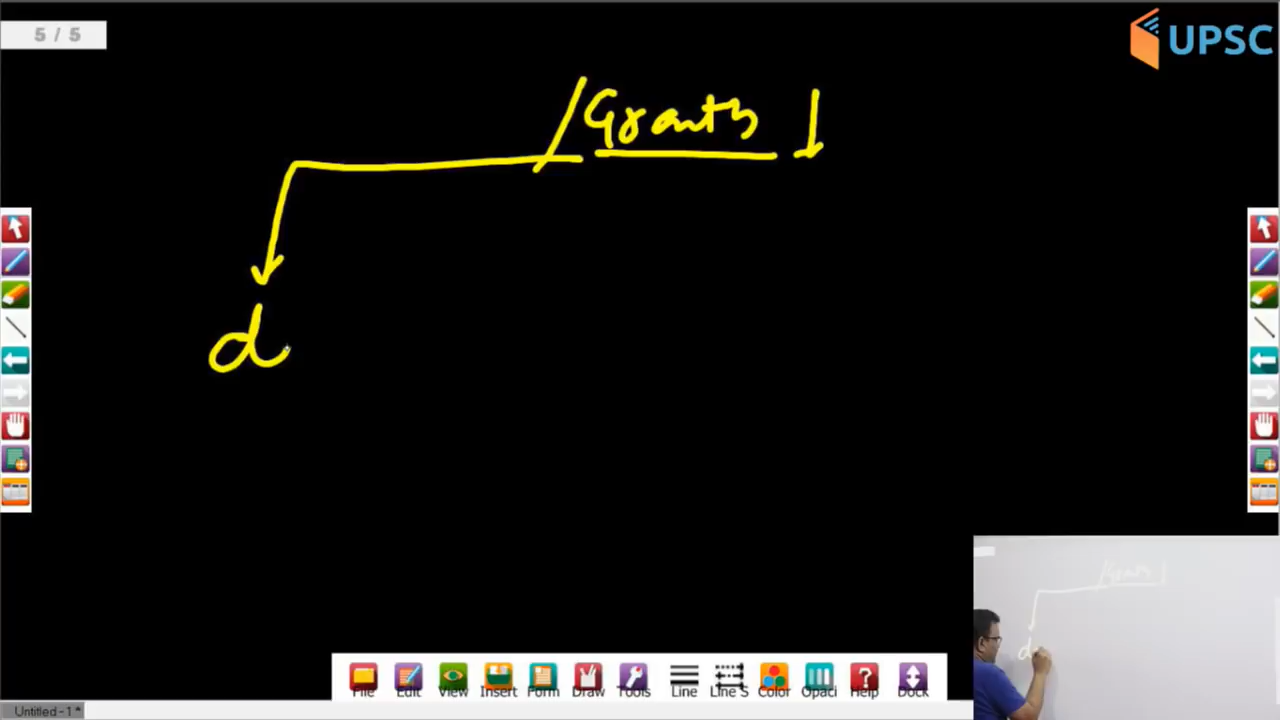 5 / 5
UPSC
/Grants ↓
d
File Edit View Insert Form Draw Tools Line Line S Color Opaci Help Dock
Untitled - 1 *